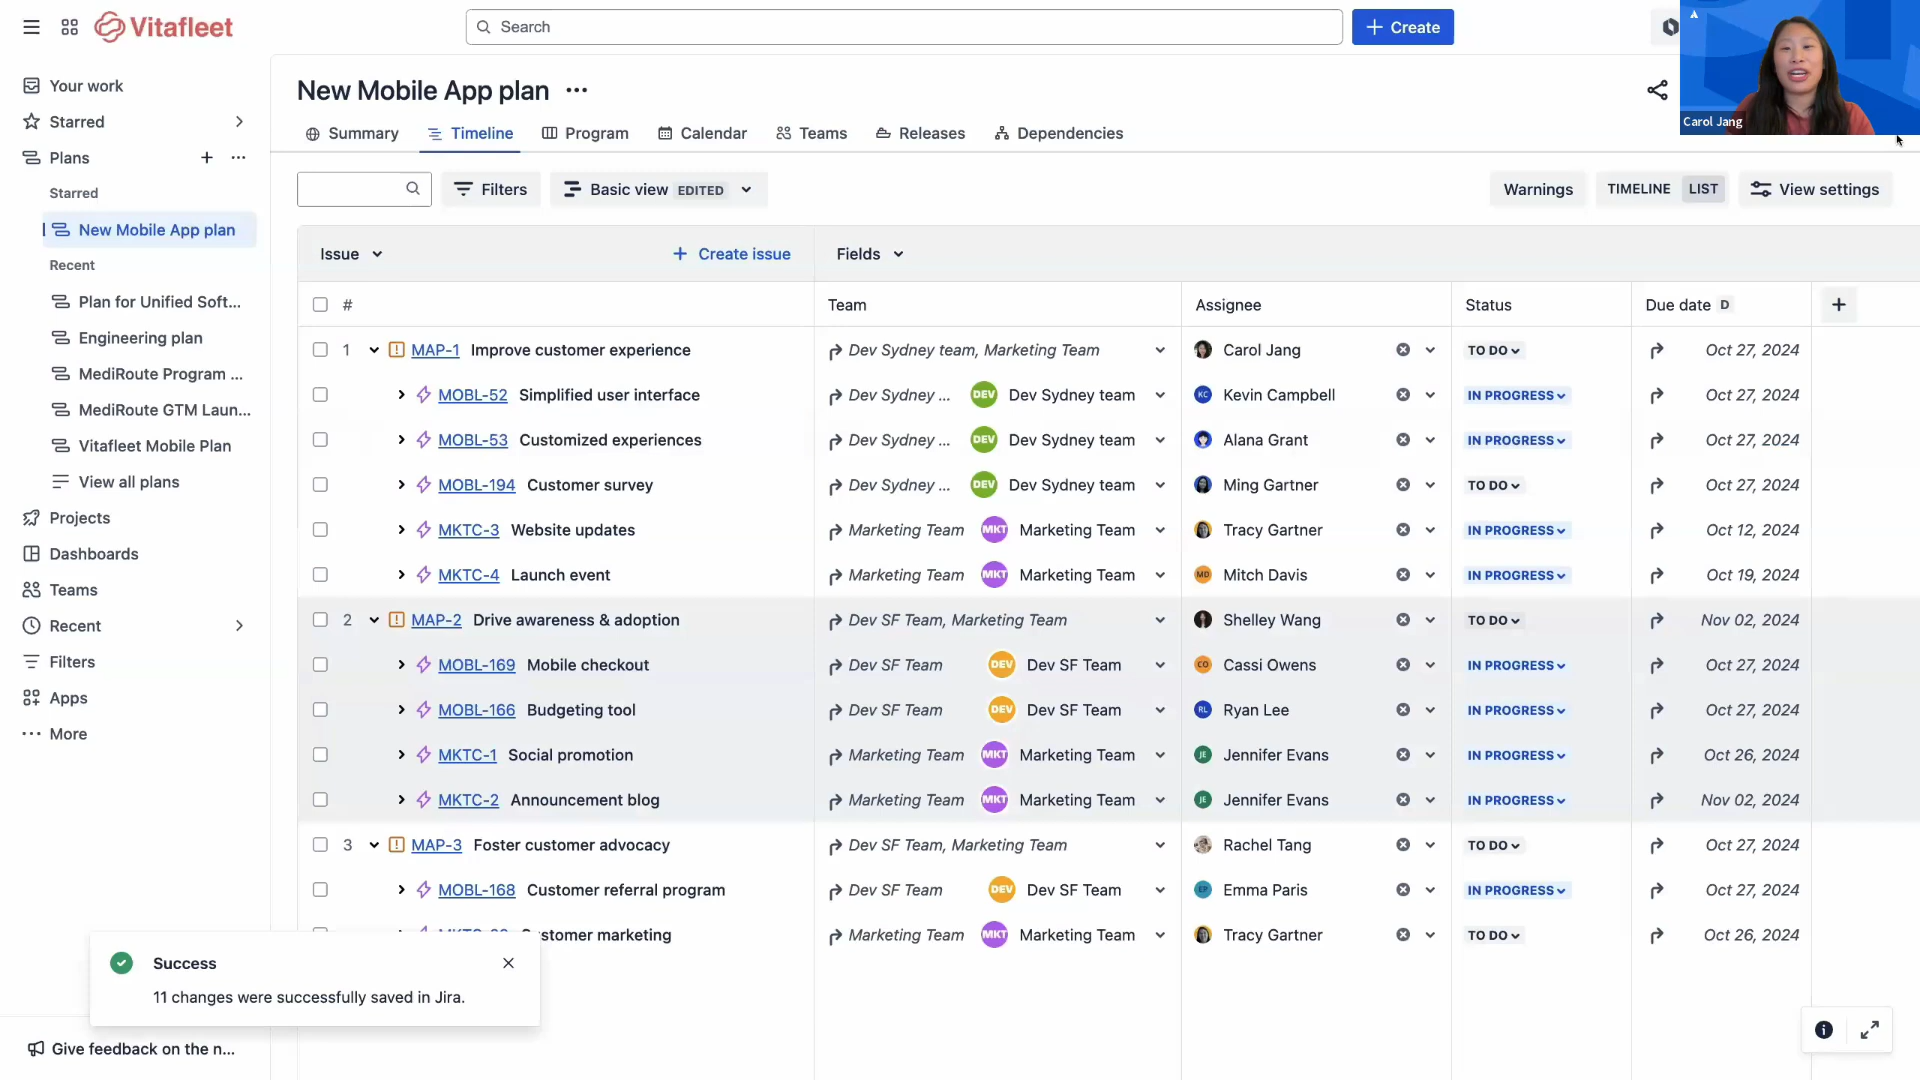 Vitafleet
Search
Create
Carol Jang
Your work
Starred
Plans
Starred
New Mobile App plan
Recent
Plan for Unified Soft...
Engineering plan
MediRoute Program ...
MediRoute GTM Laun...
Vitafleet Mobile Plan
View all plans
Projects
Dashboards
Teams
Recent
Filters
Apps
More
Give feedback on the n...
New Mobile App plan
Summary Timeline Program Calendar Teams Releases Dependencies
Filters Basic view EDITED Warnings TIMELINE LIST View settings
Issue + Create issue Fields
# Team Assignee Status Due date D +
1 MAP-1 Improve customer experience Dev Sydney team, Marketing Team Carol Jang TO DO Oct 27, 2024
MOBL-52 Simplified user interface Dev Sydney ... DEV Dev Sydney team KC Kevin Campbell IN PROGRESS Oct 27, 2024
MOBL-53 Customized experiences Dev Sydney ... DEV Dev Sydney team Alana Grant IN PROGRESS Oct 27, 2024
MOBL-194 Customer survey Dev Sydney ... DEV Dev Sydney team Ming Gartner TO DO Oct 27, 2024
MKTC-3 Website updates Marketing Team MKT Marketing Team Tracy Gartner IN PROGRESS Oct 12, 2024
MKTC-4 Launch event Marketing Team MKT Marketing Team MD Mitch Davis IN PROGRESS Oct 19, 2024
2 MAP-2 Drive awareness & adoption Dev SF Team, Marketing Team Shelley Wang TO DO Nov 02, 2024
MOBL-169 Mobile checkout Dev SF Team DEV Dev SF Team CO Cassi Owens IN PROGRESS Oct 27, 2024
MOBL-166 Budgeting tool Dev SF Team DEV Dev SF Team RL Ryan Lee IN PROGRESS Oct 27, 2024
MKTC-1 Social promotion Marketing Team MKT Marketing Team JE Jennifer Evans IN PROGRESS Oct 26, 2024
MKTC-2 Announcement blog Marketing Team MKT Marketing Team JE Jennifer Evans IN PROGRESS Nov 02, 2024
3 MAP-3 Foster customer advocacy Dev SF Team, Marketing Team Rachel Tang TO DO Oct 27, 2024
MOBL-168 Customer referral program Dev SF Team DEV Dev SF Team EP Emma Paris IN PROGRESS Oct 27, 2024
marketing Marketing Team MKT Marketing Team Tracy Gartner TO DO Oct 26, 2024
Success
11 changes were successfully saved in Jira.